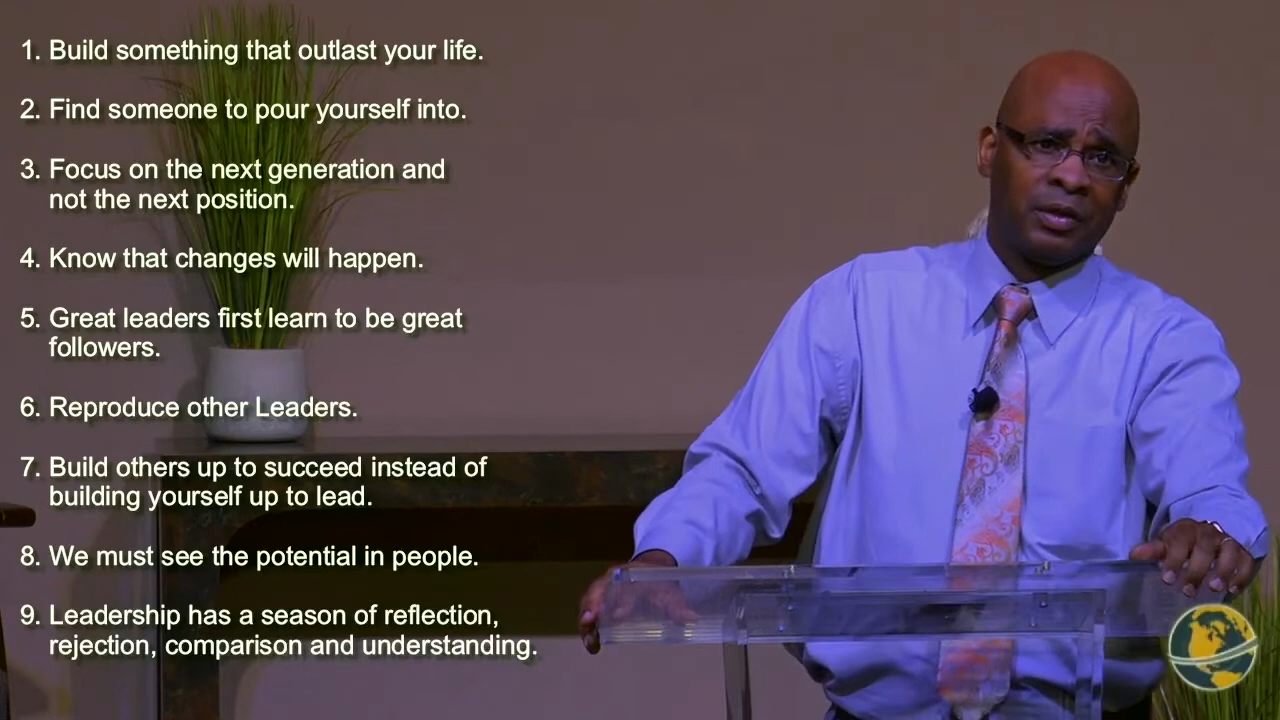 1. Build something that outlast your life.
2. Find someone to pour yourself into.
3. Focus on the next generation and
not the next position.
4. Know that changes will happen.
5. Great leaders first learn to be great
followers.
6. Reproduce other Leaders.
7. Build others up to succeed instead of
building yourself up to lead.
8. We must see the potential in people.
9. Leadership has a season of reflection,
rejection, comparison and understanding.